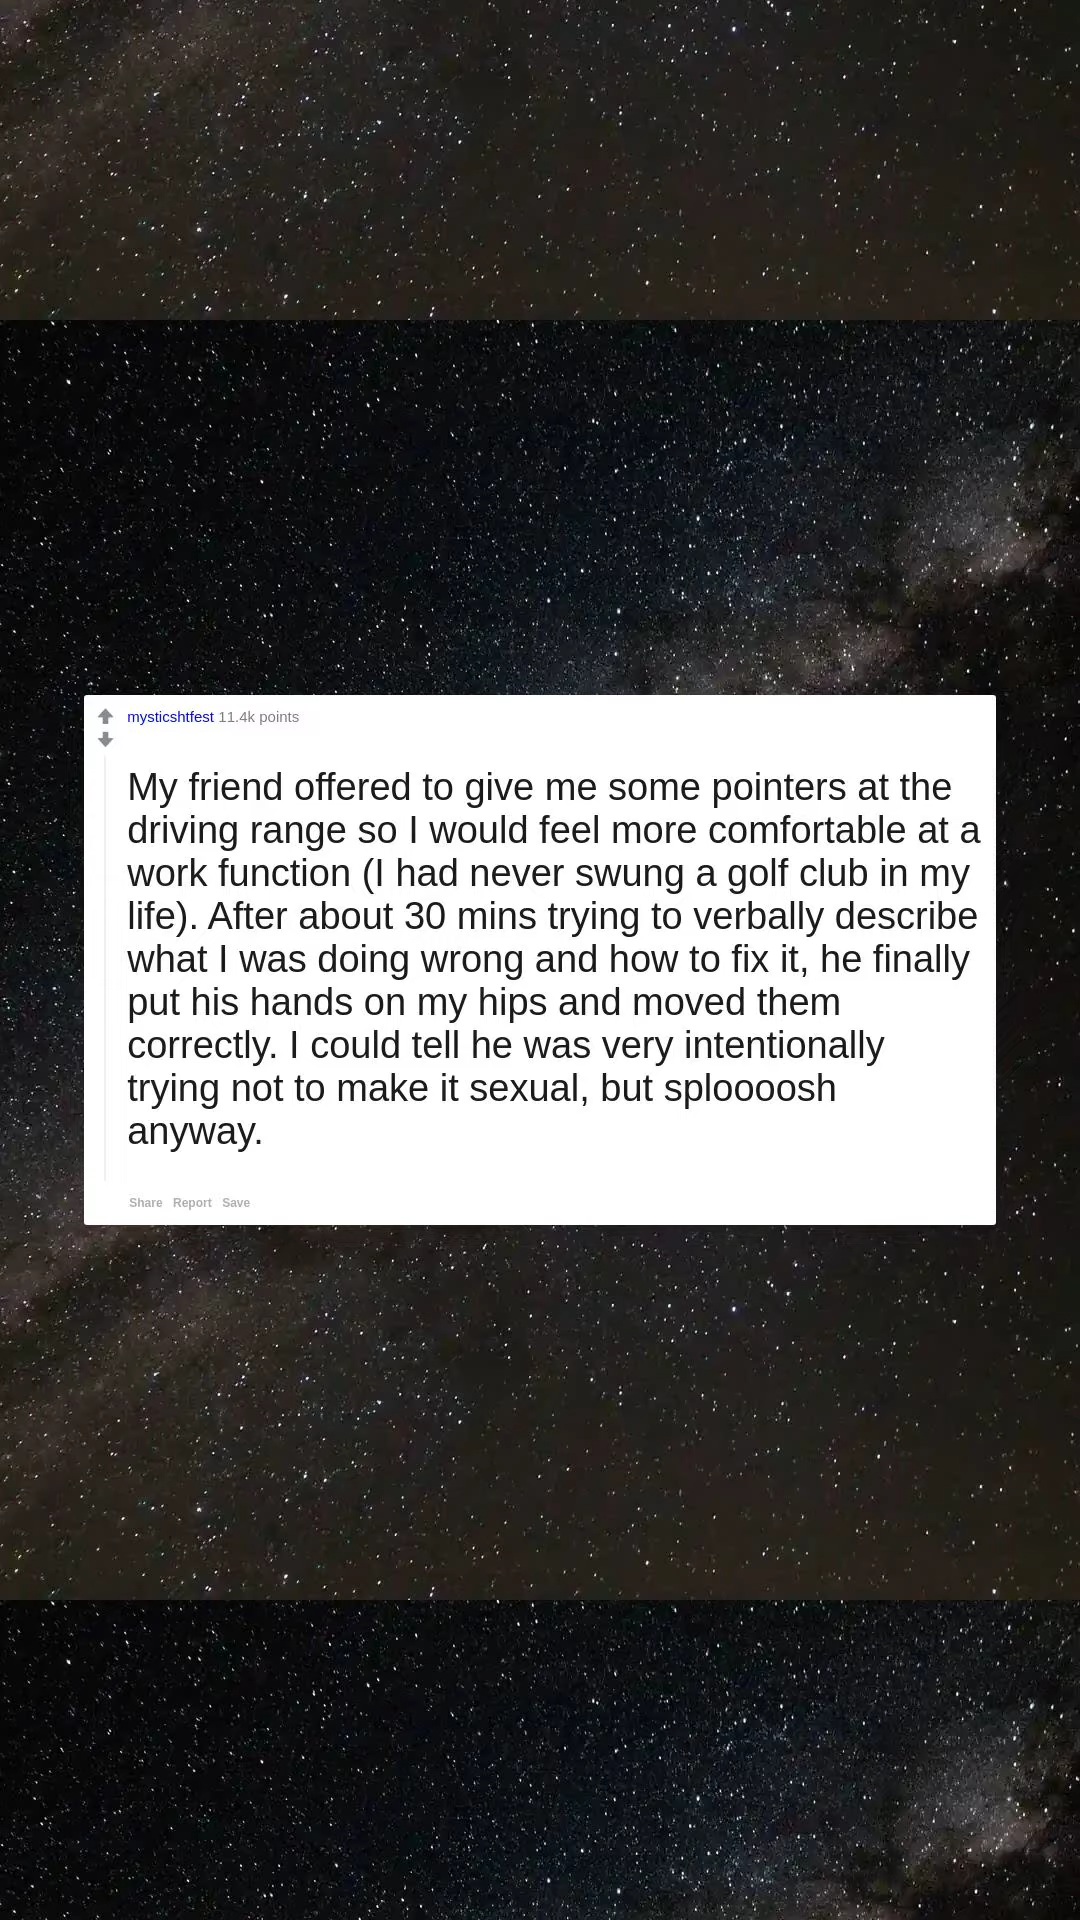 mysticshtfest 11.4k points
My friend offered to give me some pointers at the
driving range so I would feel more comfortable at a
work function (I had never swung a golf club in my
life). After about 30 mins trying to verbally describe
what I was doing wrong and how to fix it, he finally
put his hands on my hips and moved them
correctly. I could tell he was very intentionally
trying not to make it sexual, but sploooosh
anyway.
Share Report Save